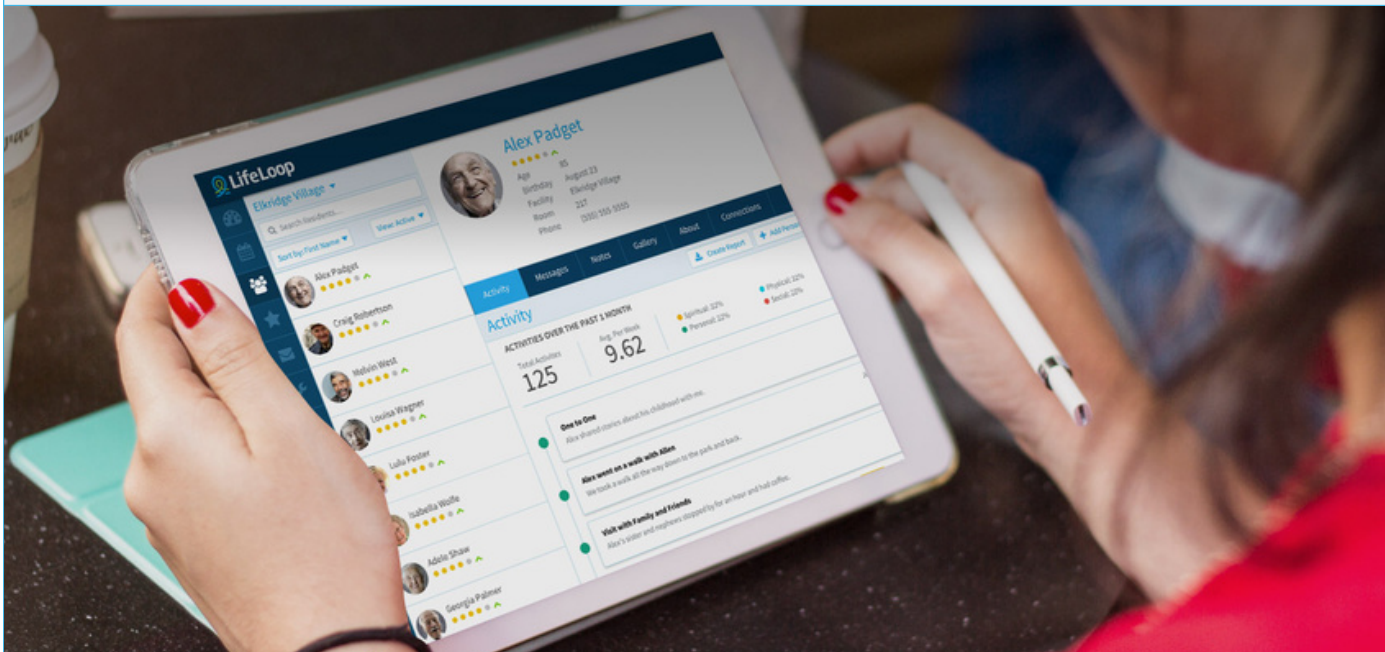 LifeLoop
Elkridge Village
Search Residents...
Sort by: First Name
View: Active
Alex Padget
Craig Robertson
Melvin West
Louisa Wagner
Lulu Foster
Isabella Wolfe
Adele Shaw
Georgia Palmer
Alex Padget
Age 85
Birthday August 23
Facility Elkridge Village
Room 217
Phone (555) 555-5555
Activity Messages Notes Gallery About Connections
Create Report
Add
Activity
ACTIVITIES OVER THE PAST 1 MONTH
Total Activities
125
Avg. Per Week
9.62
Spiritual:
Personal:
Physical:
Social:
One to One
Alex shared stories about his childhood with me.
Alex went on a walk with Allen
We took a walk all the way down to the park and back.
Visit with Family and Friends
Alex's sister and nephews stopped by for an hour and had coffee.